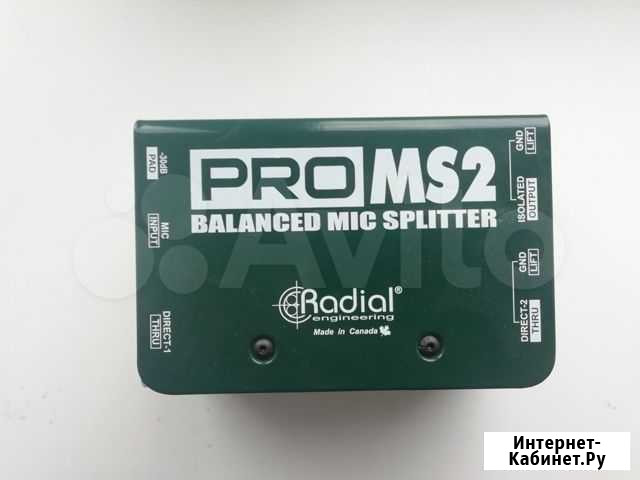 PRO MS2
BALANCED MIC SPLITTER
-30dB
PAD
MIC
INPUT
DIRECT-1
THRU
GND
LIFT
ISOLATED
OUTPUT
GND
LIFT
DIRECT-2
THRU
Radial®
engineering
Made in Canada
Avito
Интернет-
Кабинет.Ру